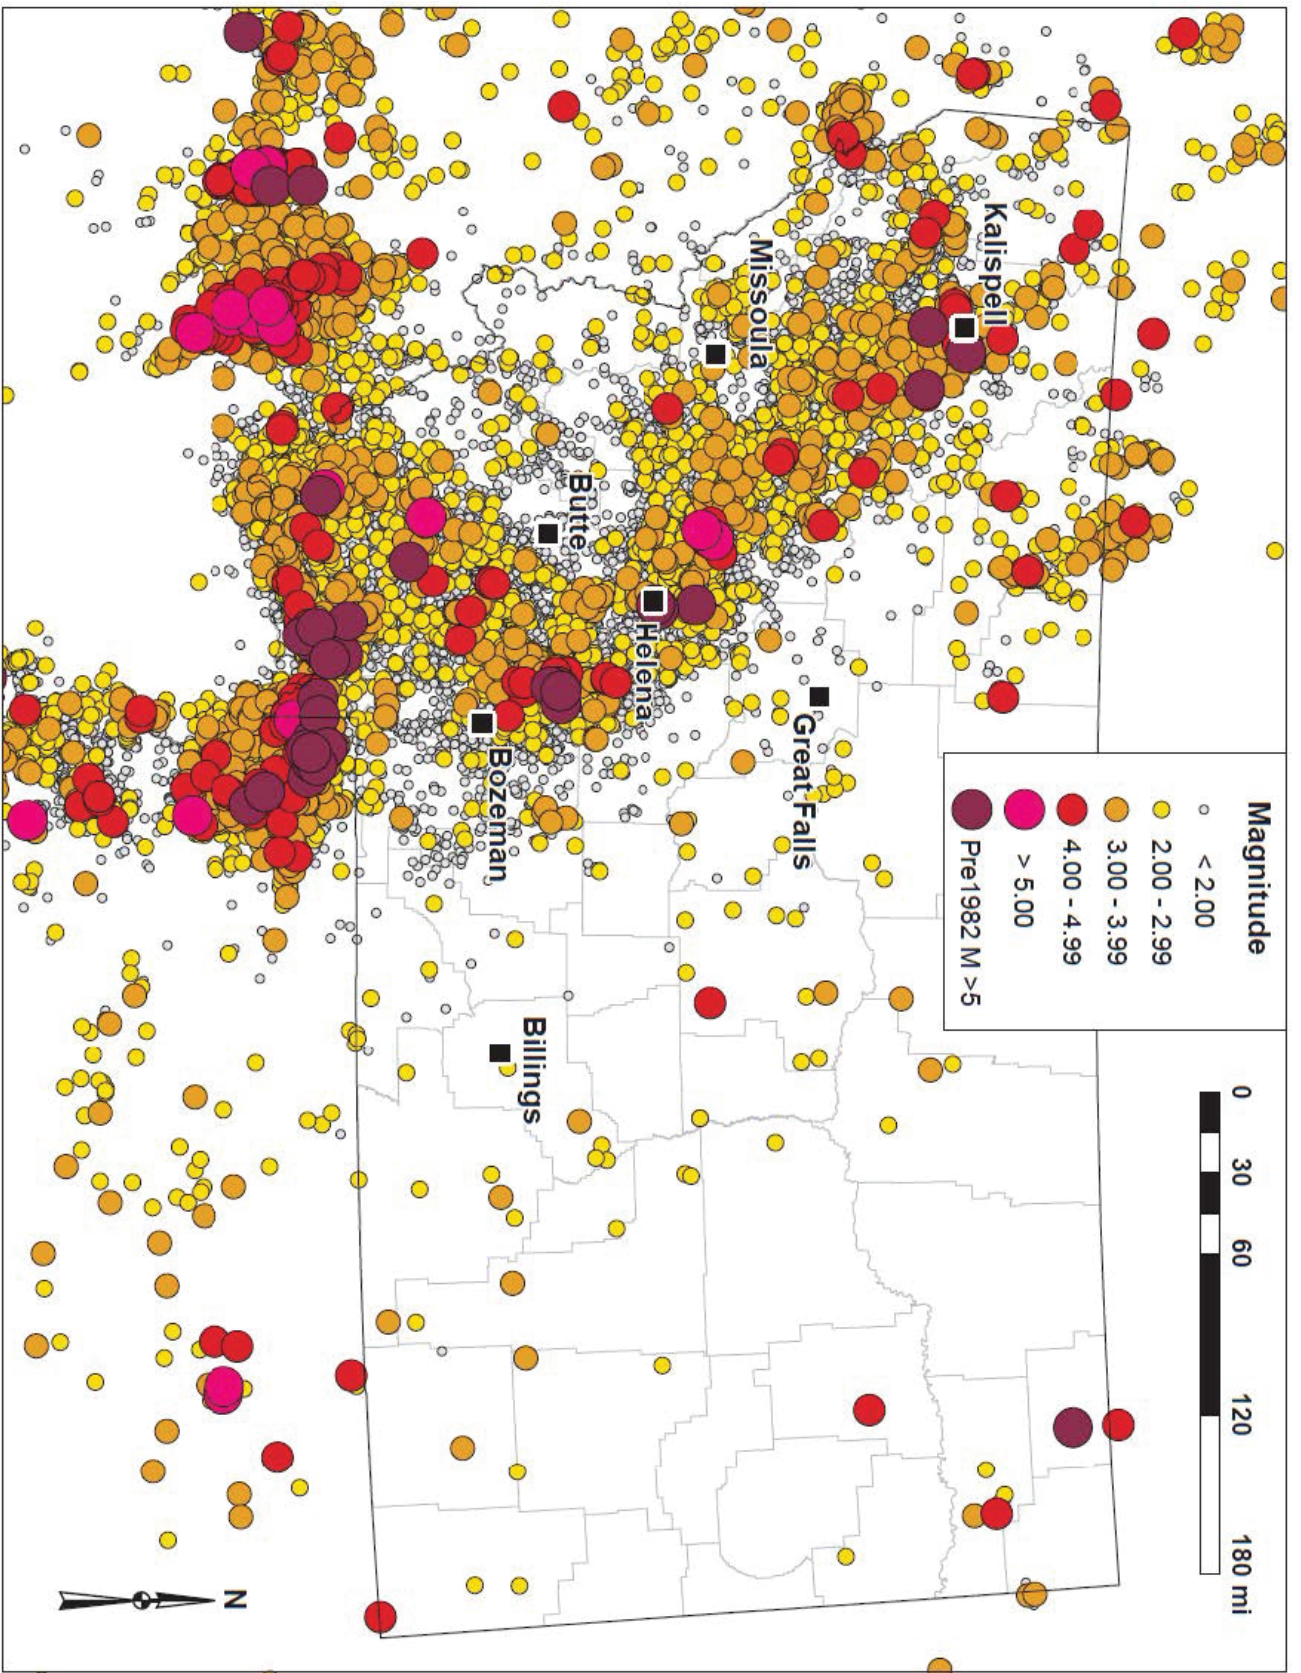 Magnitude
< 2.00
2.00 - 2.99
3.00 - 3.99
4.00 - 4.99
> 5.00
Pre1982 M >5
0 30 60 120 180 mi
Kalispell
Great Falls
Missoula
Helena
Butte
Billings
Bozeman
N